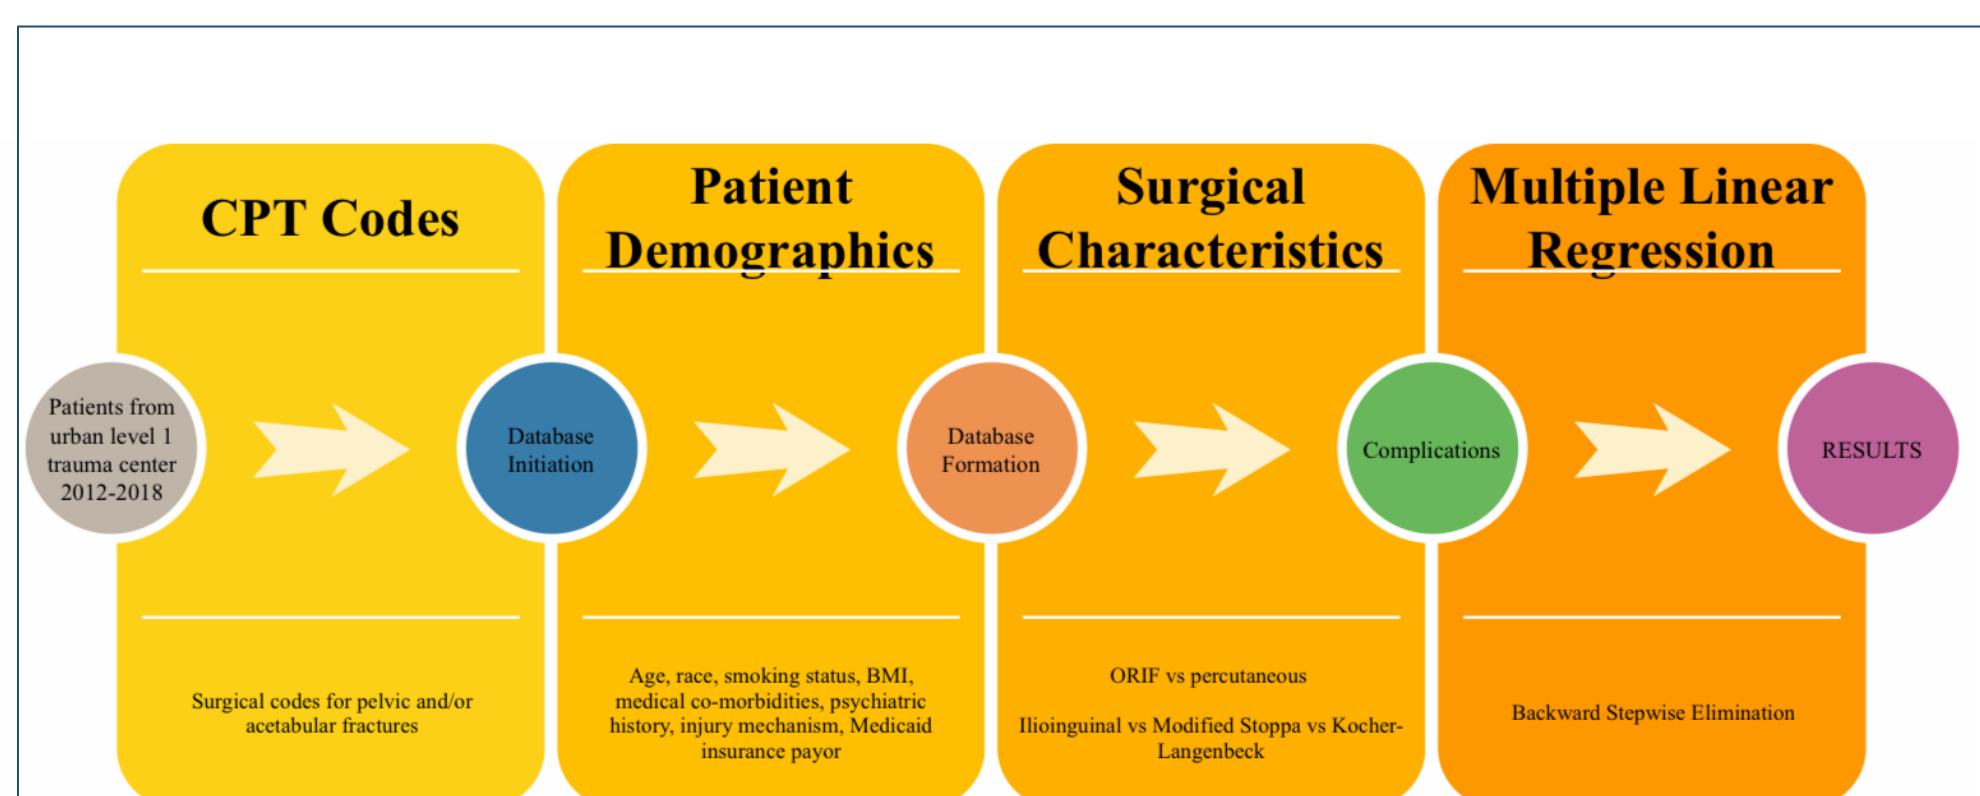 CPT Codes
Patient
Demographics
Surgical
Characteristics
Multiple Linear
Regression
Patients from
urban level 1
trauma center
2012-2018
Database
Initiation
Database
Formation
Complications
RESULTS
Surgical codes for pelvic and/or
acetabular fractures
Age, race, smoking status, BMI,
medical co-morbidities, psychiatric
history, injury mechanism, Medicaid
insurance payor
ORIF vs percutaneous
Ilioinguinal vs Modified Stoppa vs Kocher-
Langenbeck
Backward Stepwise Elimination